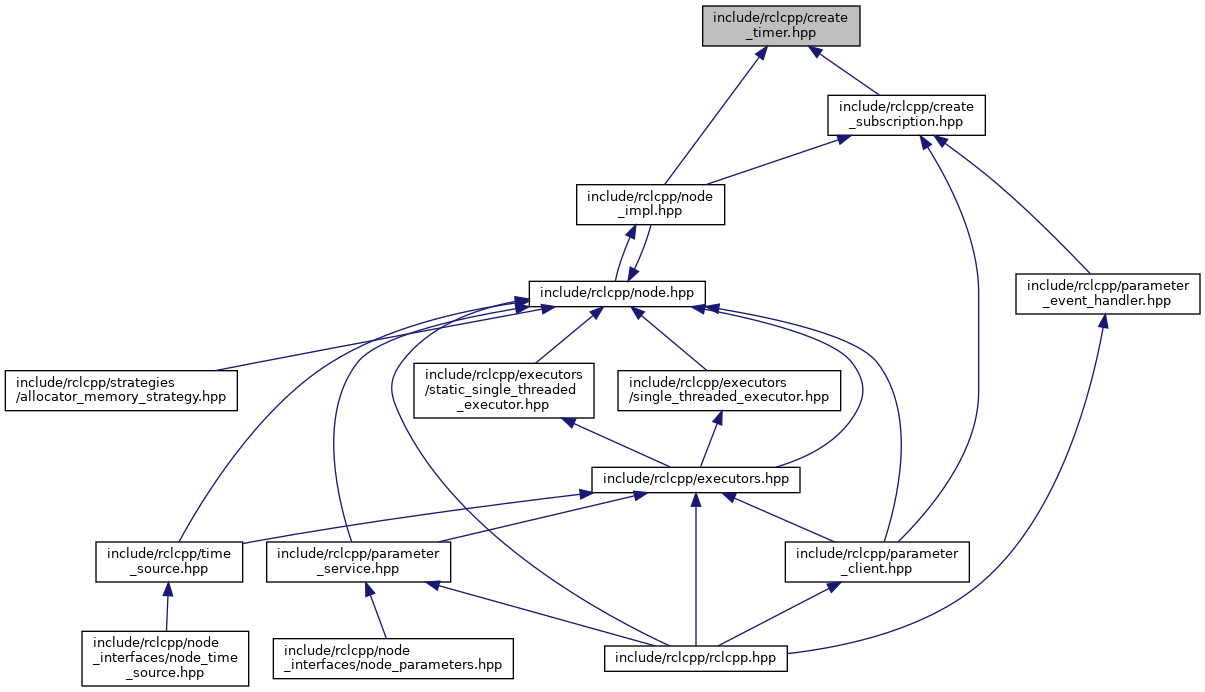 include/rclcpp/create
_timer.hpp
include/rclcpp/create
_subscription.hpp
include/rclcpp/node
_impl.hpp
include/rclcpp/node.hpp
include/rclcpp/parameter
_event_handler.hpp
include/rclcpp/strategies
/allocator_memory_strategy.hpp
include/rclcpp/executors
/static_single_threaded
_executor.hpp
include/rclcpp/executors
/single_threaded_executor.hpp
include/rclcpp/executors.hpp
include/rclcpp/time
_source.hpp
include/rclcpp/parameter
_service.hpp
include/rclcpp/parameter
_client.hpp
include/rclcpp/node
_interfaces/node_time
_source.hpp
include/rclcpp/node
_interfaces/node_parameters.hpp
include/rclcpp/rclcpp.hpp